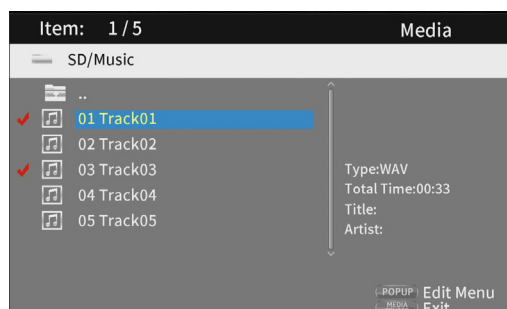 Item: 1/5 Media
SD/Music
..
01 Track01
02 Track02
03 Track03
04 Track04
05 Track05
Type:WAV
Total Time:00:33
Title:
Artist:
POPUP Edit Menu
MEDIA Exit